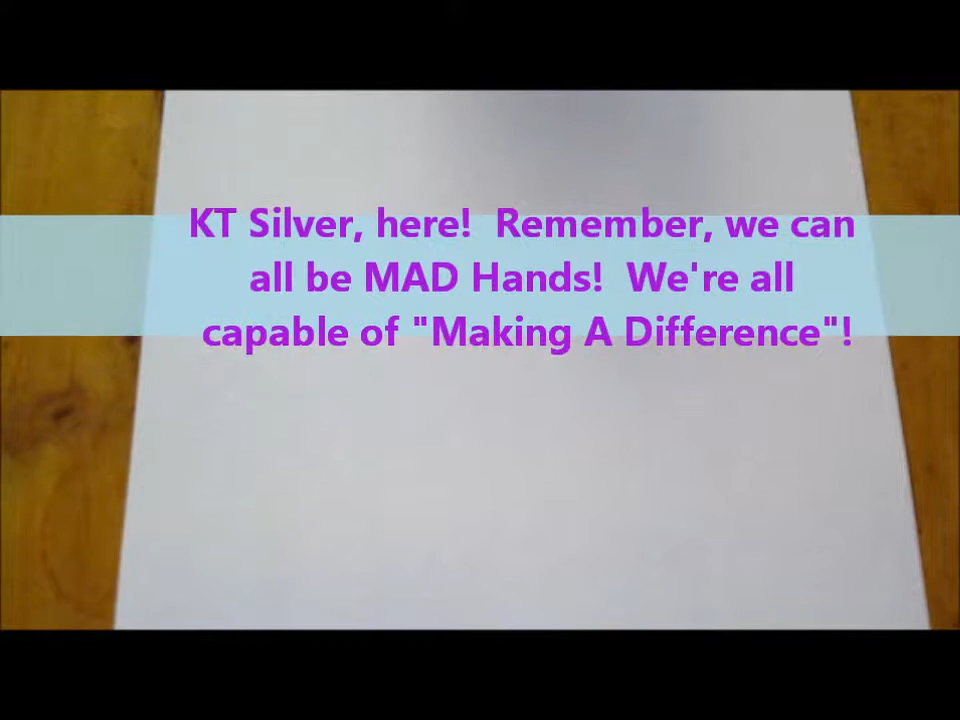 KT Silver, here!  Remember, we can
all be MAD Hands!  We're all
capable of "Making A Difference"!